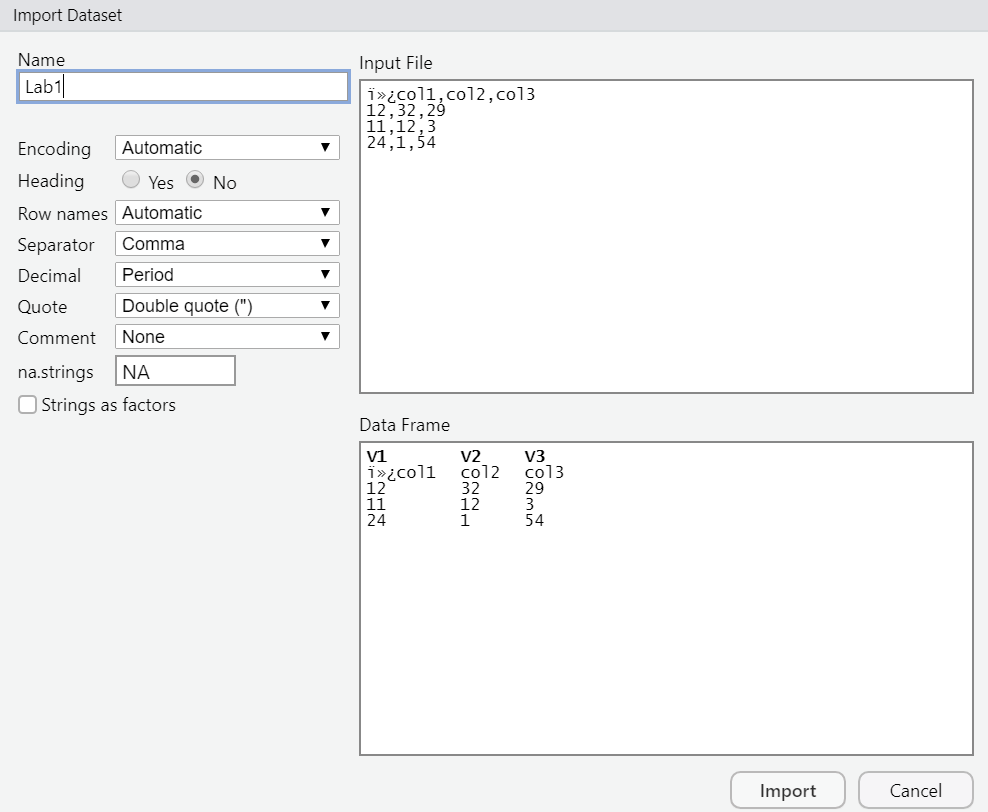 Import Dataset
Name
Lab1
Encoding Automatic
Heading Yes No
Row names Automatic
Separator Comma
Decimal Period
Quote Double quote (")
Comment None
na.strings NA
Strings as factors
Input File
ï»¿col1,col2,col3
12,32,29
11,12,3
24,1,54
Data Frame
V1 V2 V3
ï»¿col1 col2 col3
12 32 29
11 12 3
24 1 54
Import Cancel